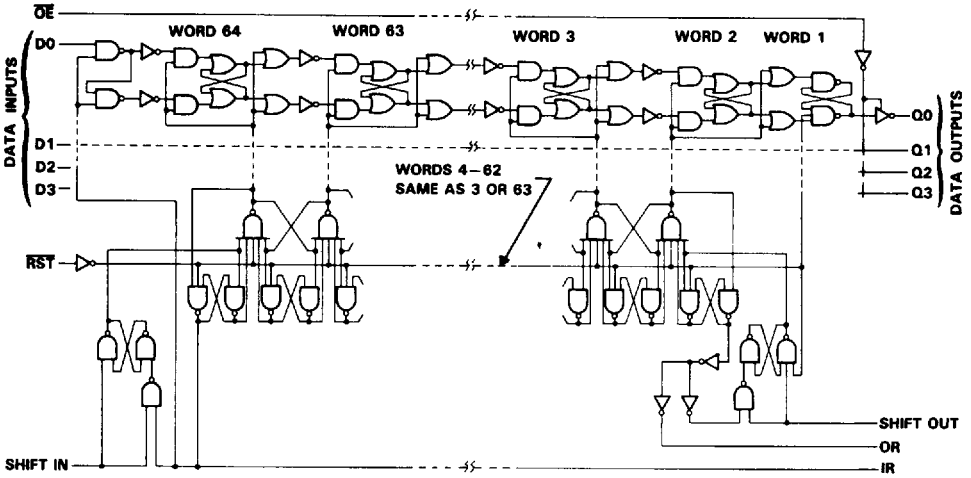 OE
WORD 64
WORD 63
WORD 3
WORD 2
WORD 1
DATA INPUTS
D0
D1
D2
D3
Q0
Q1
Q2
Q3
DATA OUTPUTS
WORDS 4–62
SAME AS 3 OR 63
RST
SHIFT OUT
OR
SHIFT IN
IR